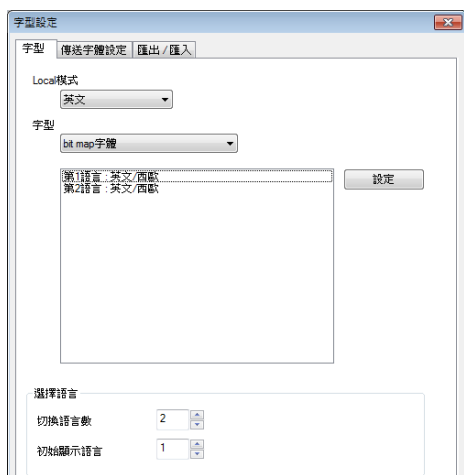 字型設定
字型 傳送字體設定 匯出/匯入
Local模式
英文
字型
bit map字體
第1語言:英文/西歐
第2語言:英文/西歐
設定
選擇語言
切換語言數 2
初始顯示語言 1